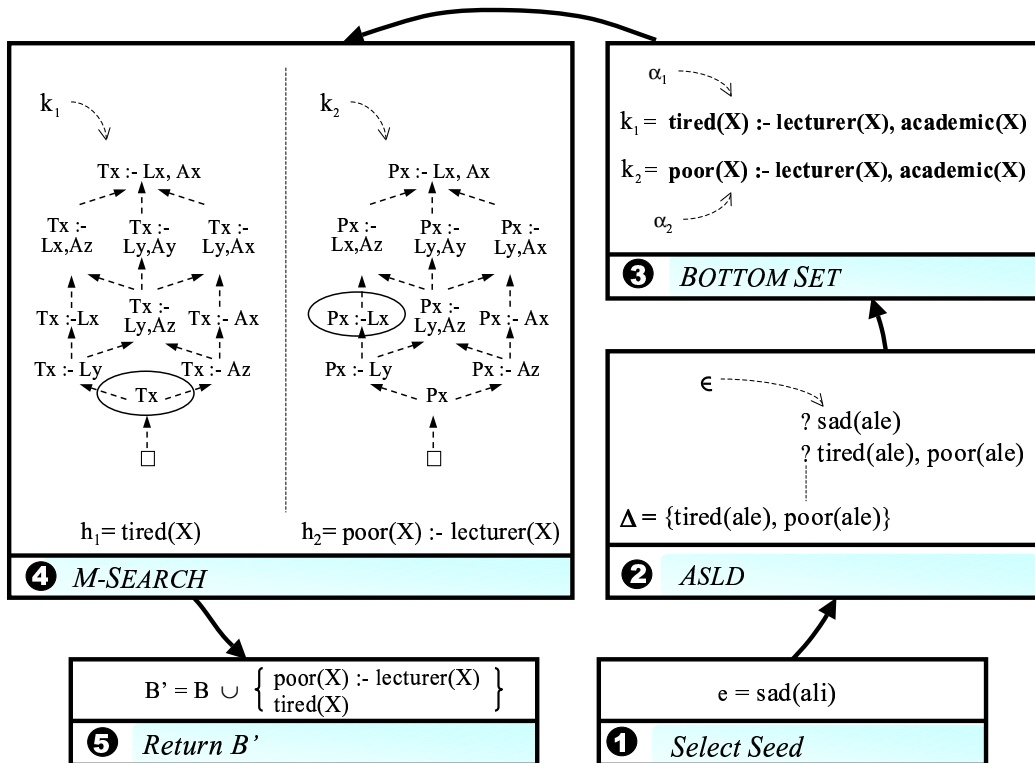 k1
Tx :- Lx, Ax
Tx :-
Lx,Az
Tx :-
Ly,Ay
Tx :-
Ly,Ax
Tx :-Lx
Tx :-
Ly,Az
Tx :- Ax
Tx :- Ly
Tx :- Az
Tx
□
h1= tired(X)
k2
Px :- Lx, Ax
Px :-
Lx,Az
Px :-
Ly,Ay
Px :-
Ly,Ax
Px :-Lx
Px :-
Ly,Az
Px :- Ax
Px :- Ly
Px :- Az
Px
□
h2= poor(X) :- lecturer(X)
4 M-SEARCH
α1
k1 = tired(X) :- lecturer(X), academic(X)
k2 = poor(X) :- lecturer(X), academic(X)
α2
3 BOTTOM SET
ϵ
? sad(ale)
? tired(ale), poor(ale)
Δ = {tired(ale), poor(ale)}
2 ASLD
B' = B ∪ { poor(X) :- lecturer(X)
tired(X) }
5 Return B'
e = sad(ali)
1 Select Seed